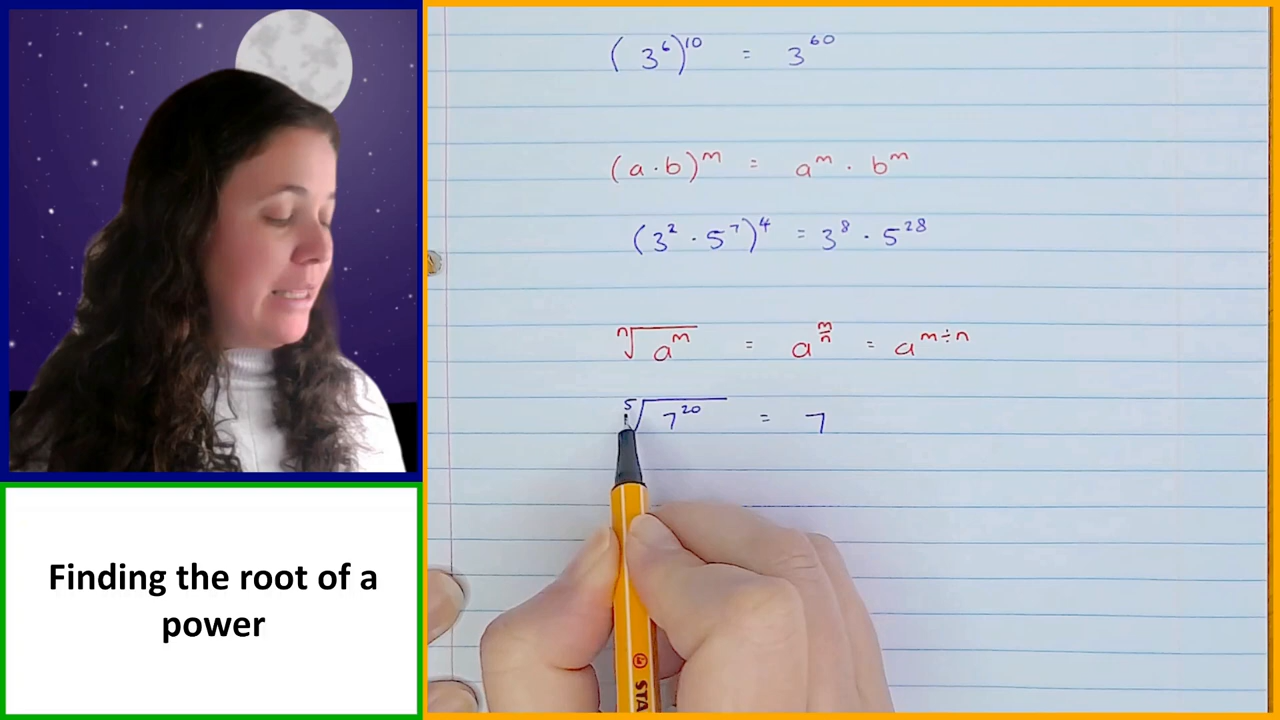 (3⁶)¹⁰ = 3⁶⁰
(a · b)ᵐ = aᵐ · bᵐ
(3² · 5⁷)⁴ = 3⁸ · 5²⁸
ⁿ√aᵐ = a^(m/n) = a^(m÷n)
⁵√7²⁰ = 7
STA
Finding the root of a
power